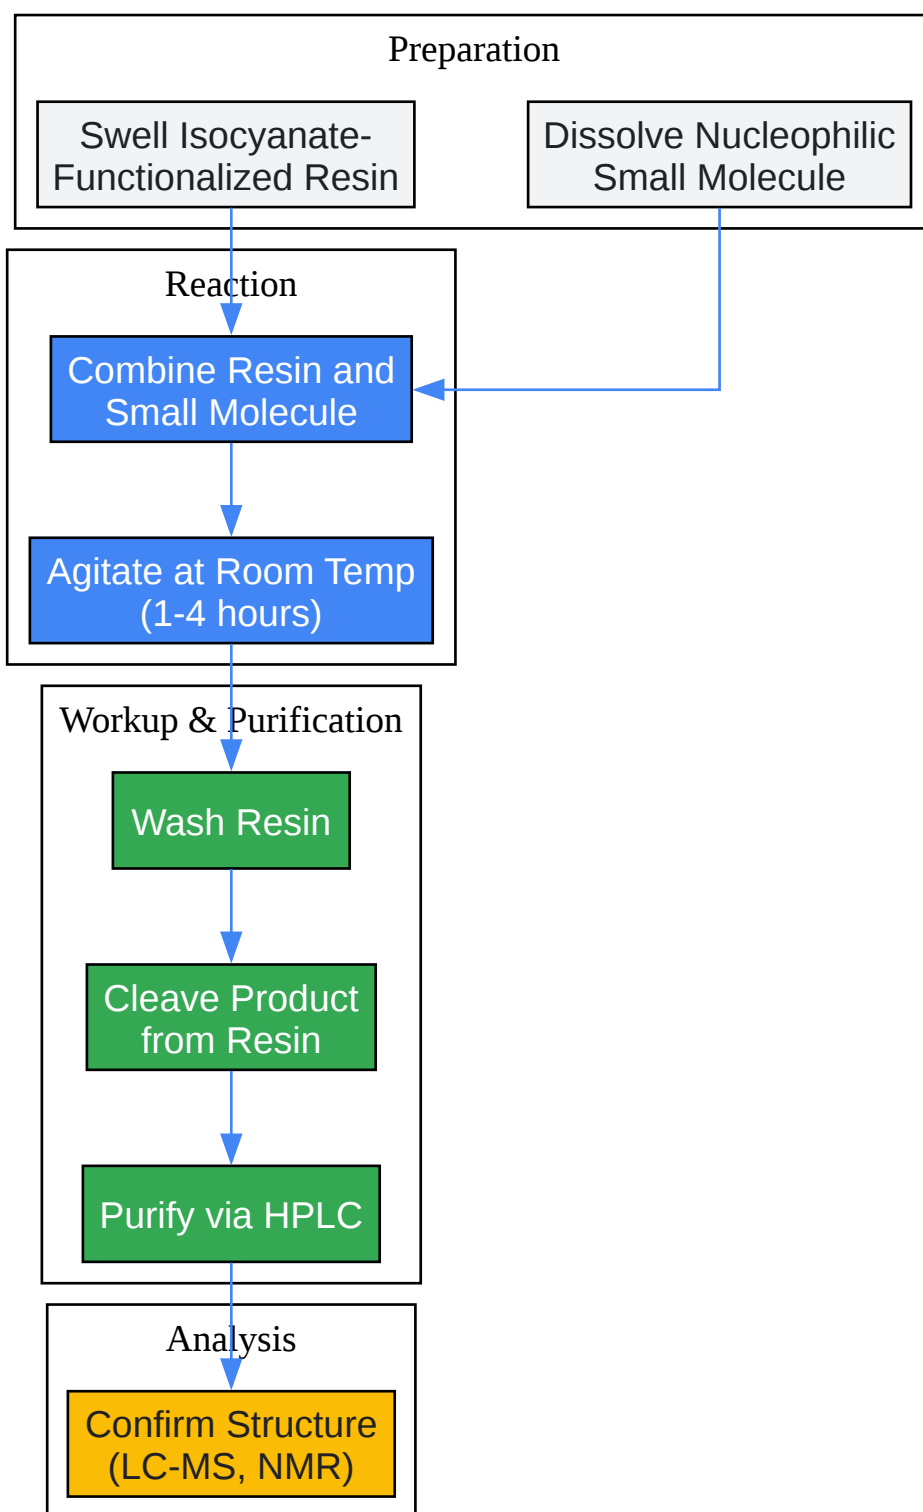 Preparation
Swell Isocyanate-
Functionalized Resin
Dissolve Nucleophilic
Small Molecule
Reaction
Combine Resin and
Small Molecule
Agitate at Room Temp
(1-4 hours)
Workup & Purification
Wash Resin
Cleave Product
from Resin
Purify via HPLC
Analysis
Confirm Structure
(LC-MS, NMR)